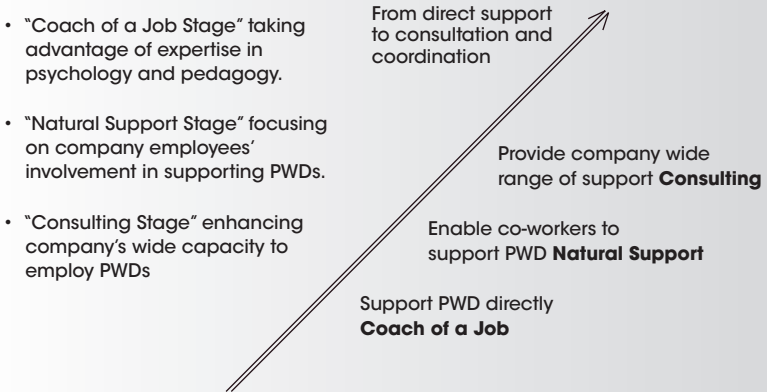 • "Coach of a Job Stage" taking
advantage of expertise in
psychology and pedagogy.
• "Natural Support Stage" focusing
on company employees'
involvement in supporting PWDs.
• "Consulting Stage" enhancing
company's wide capacity to
employ PWDs
From direct support
to consultation and
coordination
Provide company wide
range of support Consulting
Enable co-workers to
support PWD Natural Support
Support PWD directly
Coach of a Job